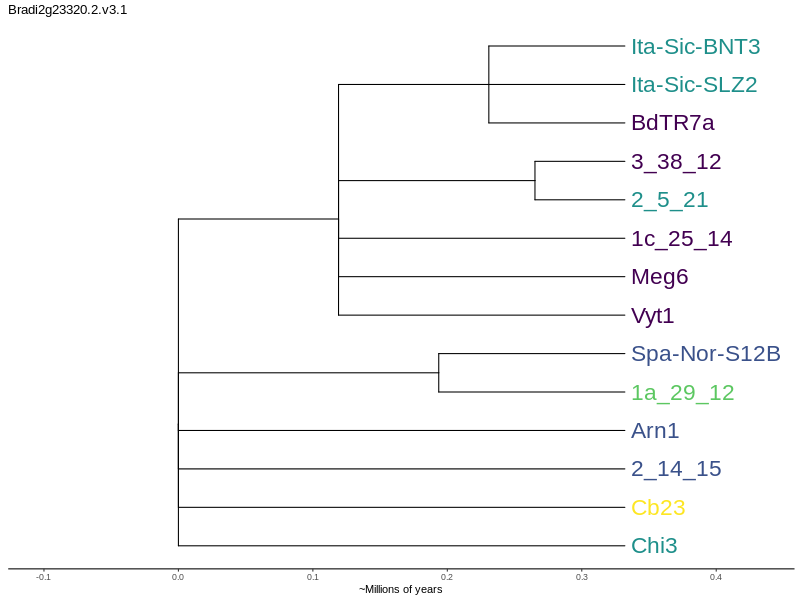 Bradi2g23320.2.v3.1
Ita-Sic-BNT3
Ita-Sic-SLZ2
BdTR7a
3_38_12
2_5_21
1c_25_14
Meg6
Vyt1
Spa-Nor-S12B
1a_29_12
Arn1
2_14_15
Cb23
Chi3
-0.1 0.0 0.1 0.2 0.3 0.4
~Millions of years